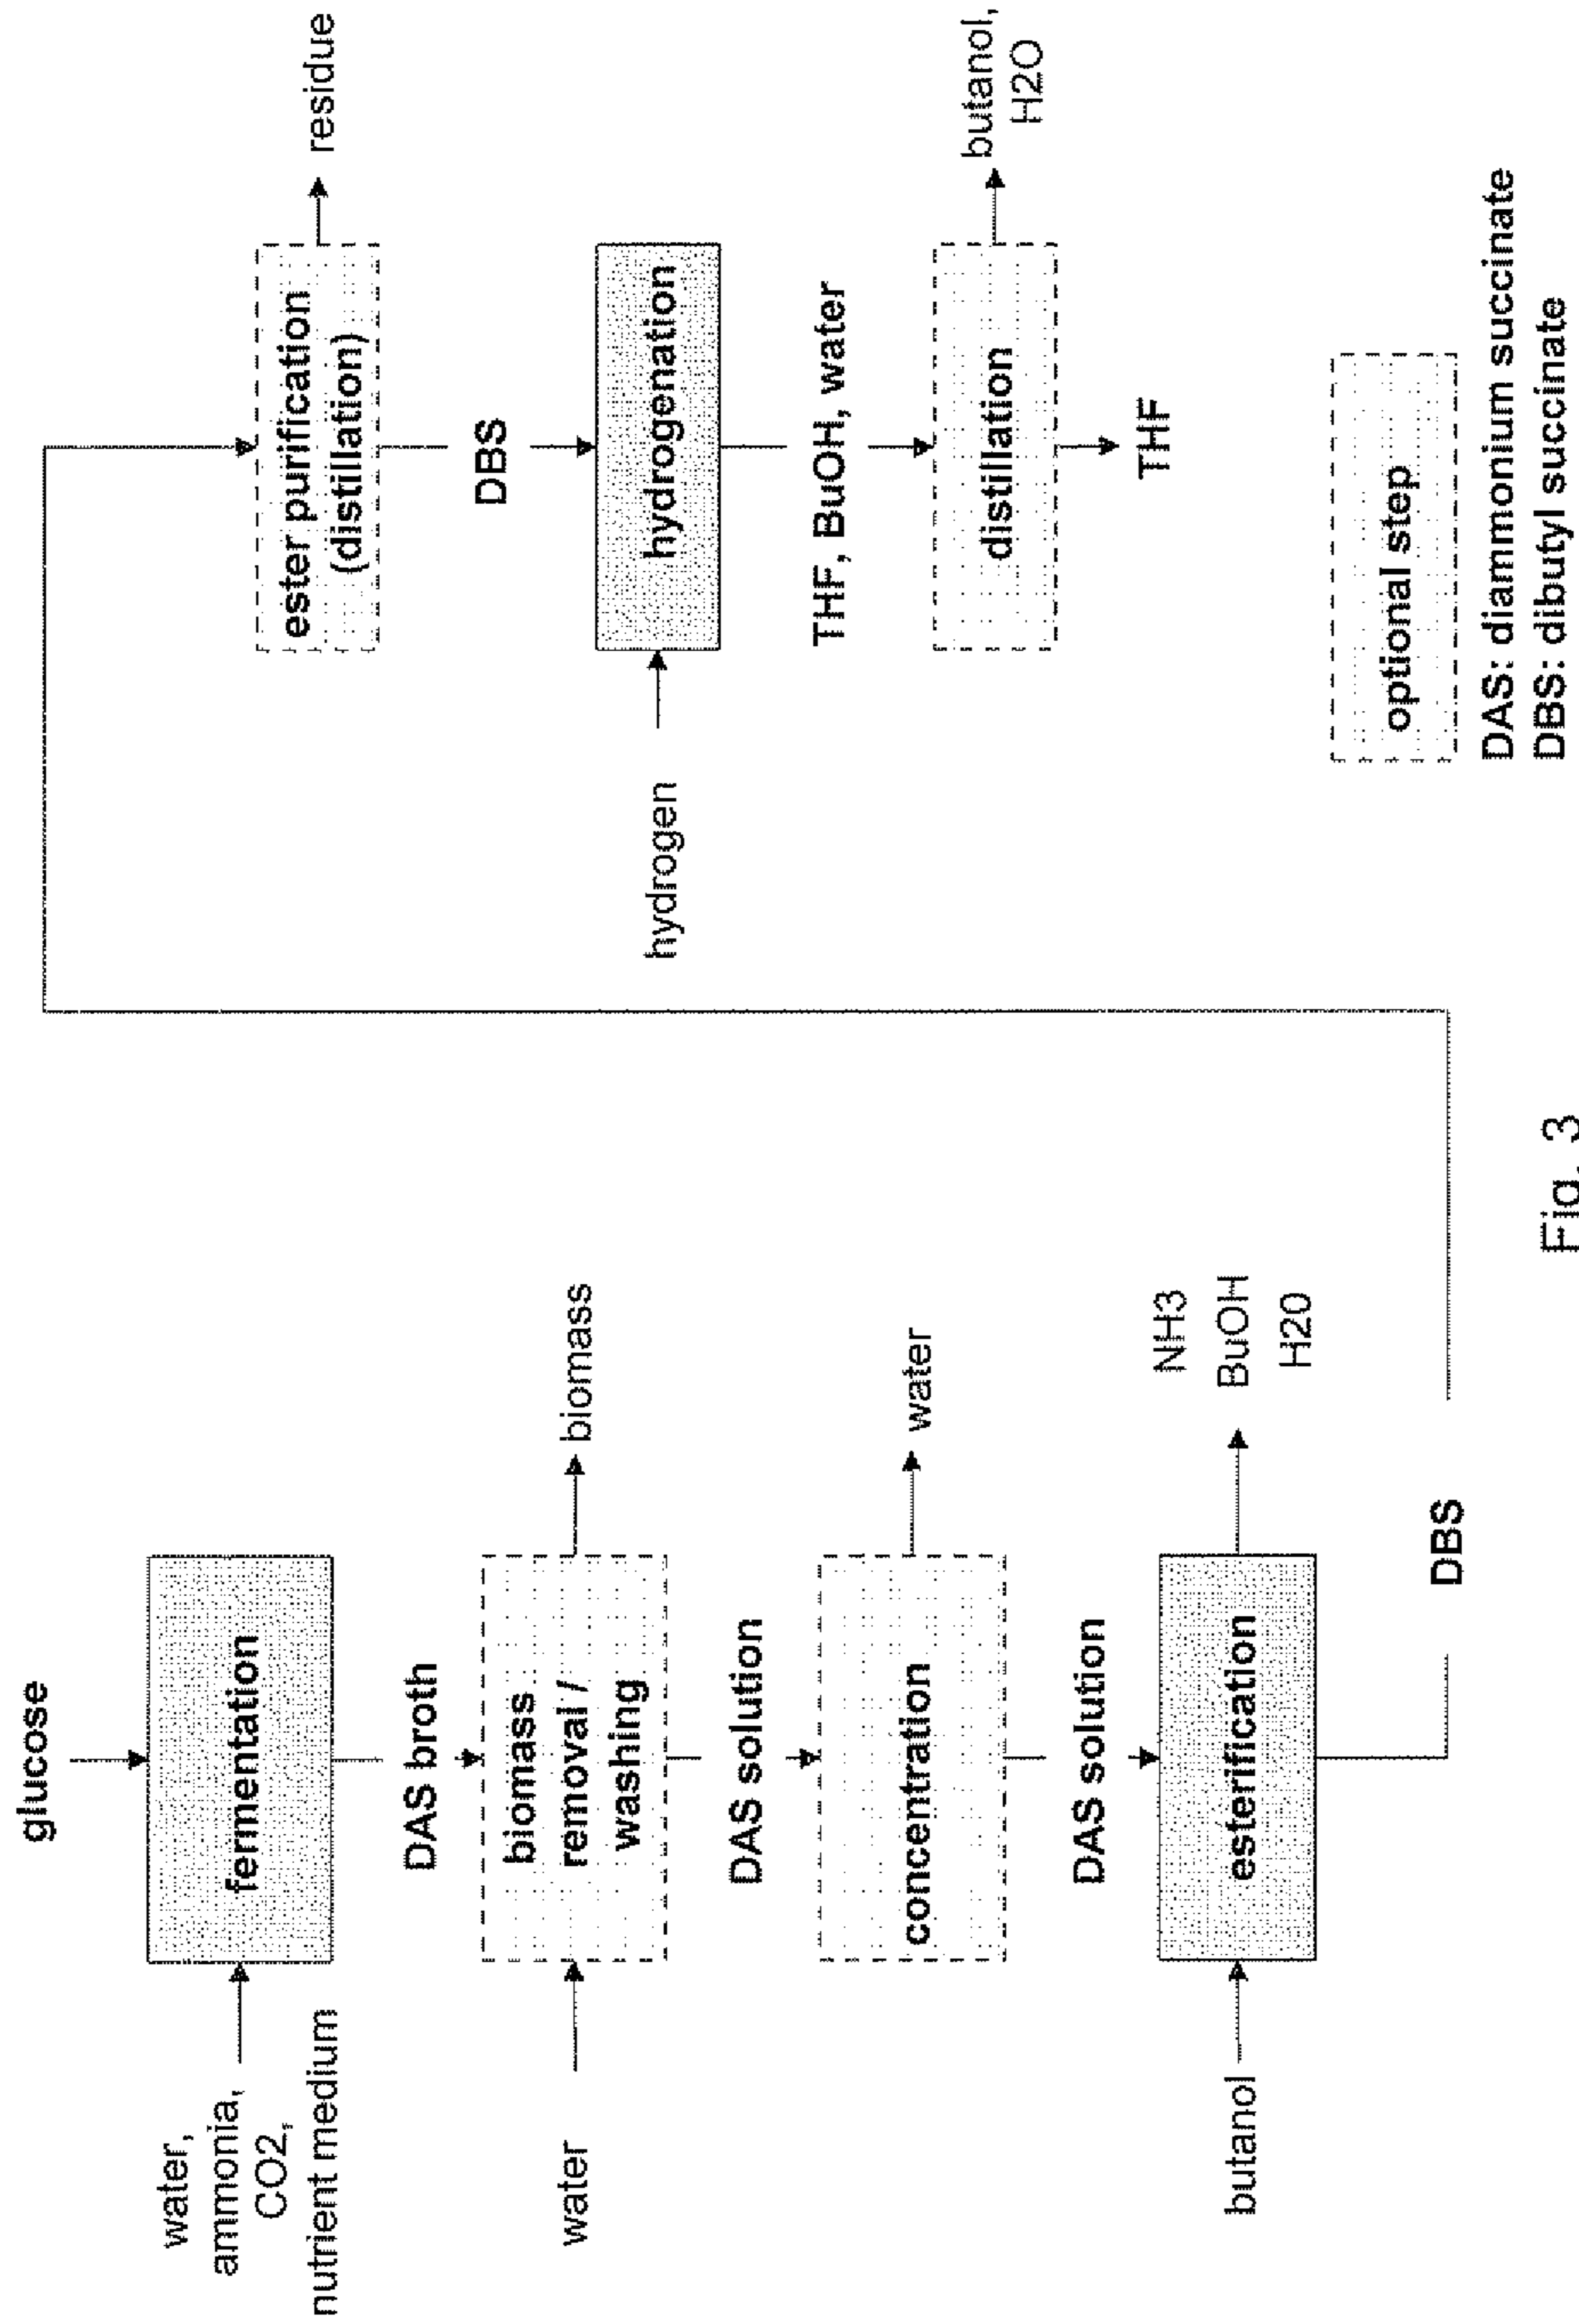 glucose
water,
ammonia,
CO2,
nutrient medium
fermentation
DAS broth
water
biomass
removal /
washing
biomass
DAS solution
concentration
water
DAS solution
butanol
esterification
NH3
BuOH
H20
DBS
ester purification
(distillation)
residue
DBS
hydrogen
hydrogenation
THF, BuOH, water
distillation
butanol,
H2O
THF
optional step
DAS: diammonium succinate
DBS: dibutyl succinate
Fig. 3